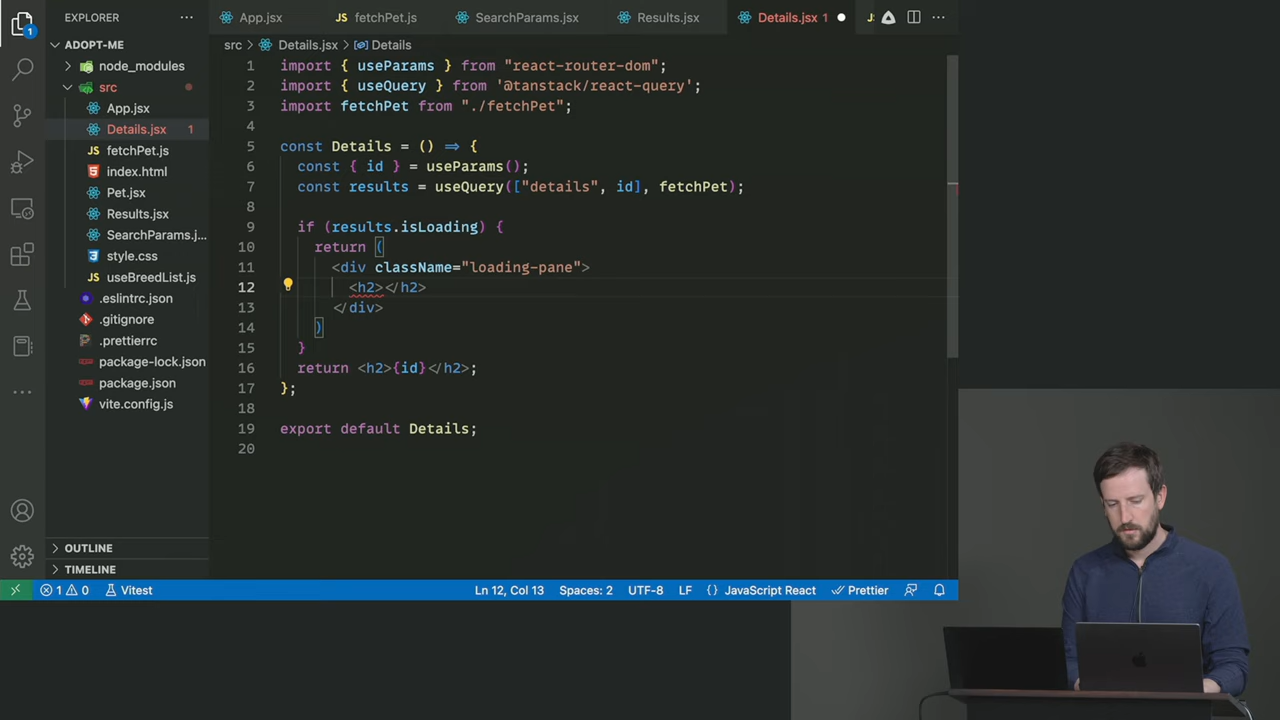 EXPLORER
App.jsx
fetchPet.js
SearchParams.jsx
Results.jsx
Details.jsx 1
ADOPT-ME
src > Details.jsx > Details
node_modules
src
App.jsx
Details.jsx 1
fetchPet.js
index.html
Pet.jsx
Results.jsx
SearchParams.j...
style.css
useBreedList.js
.eslintrc.json
.gitignore
.prettierrc
package-lock.json
package.json
vite.config.js
1 import { useParams } from "react-router-dom";
2 import { useQuery } from '@tanstack/react-query';
3 import fetchPet from "./fetchPet";
4
5 const Details = () => {
6 const { id } = useParams();
7 const results = useQuery(["details", id], fetchPet);
8
9 if (results.isLoading) {
10 return (
11 <div className="loading-pane">
12 <h2></h2>
13 </div>
14 )
15 }
16 return <h2>{id}</h2>;
17 };
18
19 export default Details;
20
OUTLINE
TIMELINE
1 0 Vitest Ln 12, Col 13 Spaces: 2 UTF-8 LF {} JavaScript React Prettier